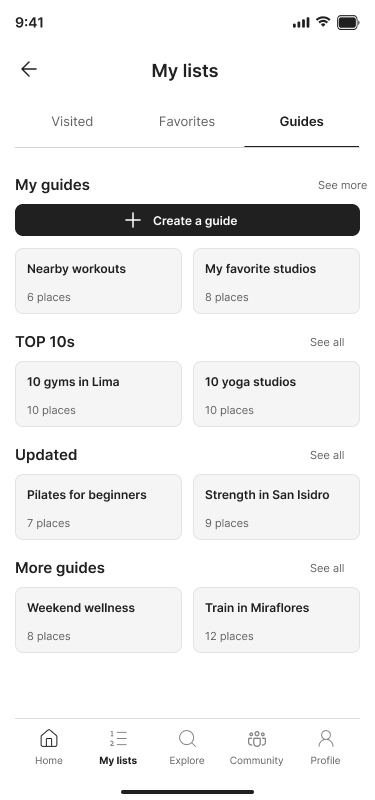 9:41
My lists
Visited Favorites Guides
My guides See more
Create a guide
Nearby workouts My favorite studios
6 places 8 places
TOP 10s See all
10 gyms in Lima 10 yoga studios
10 places 10 places
Updated See all
Pilates for beginners Strength in San Isidro
7 places 9 places
More guides See all
Weekend wellness Train in Miraflores
8 places 12 places
1
2
Home My lists Explore Community Profile